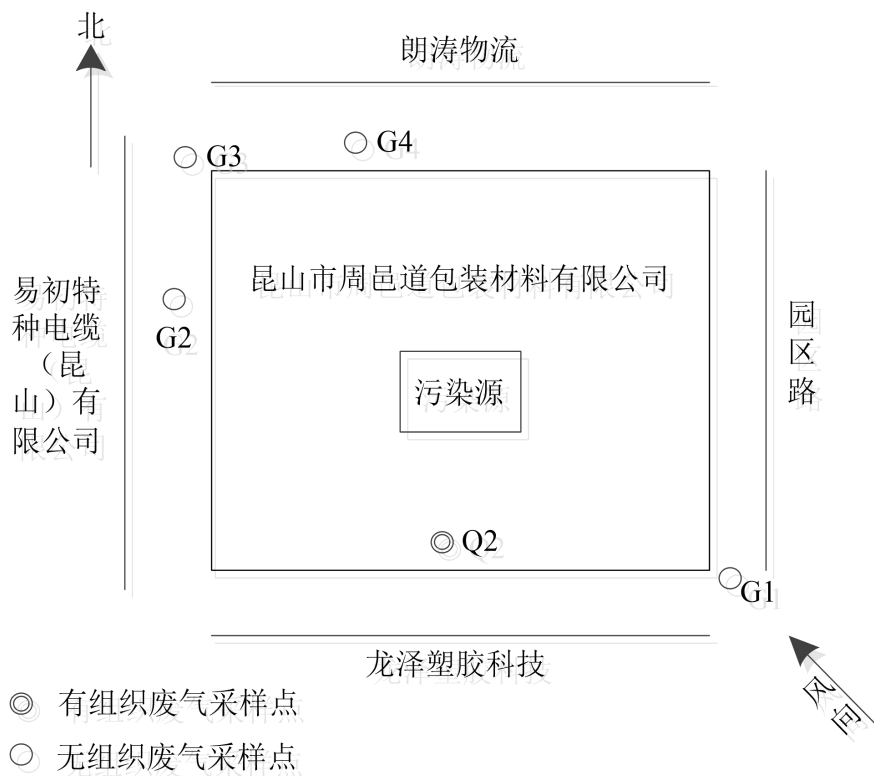 北
朗涛物流
G3
G4
昆山市周邑道包装材料有限公司
易初特
种电缆
（昆
山）有
限公司
G2
园
区
路
污染源
Q2
G1
龙泽塑胶科技
风向
有组织废气采样点
无组织废气采样点